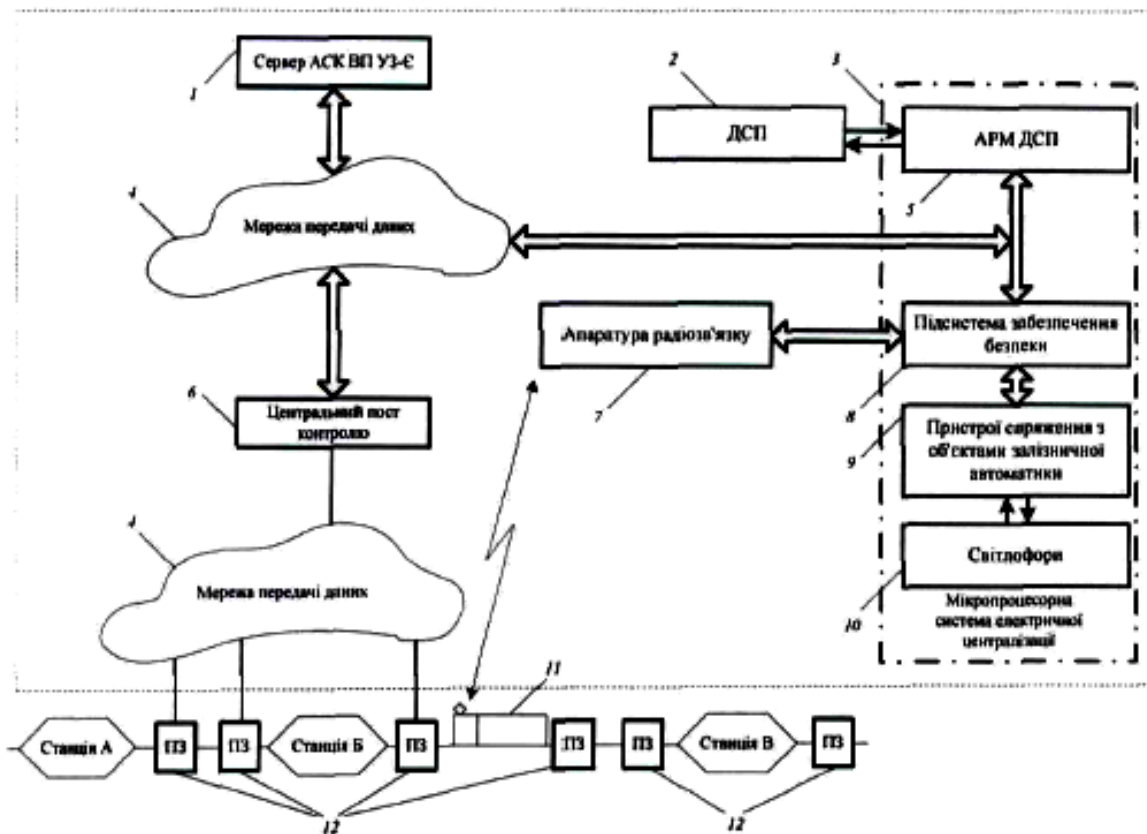 Сервер АСК ВП УЗ-Є
1
2
3
ДСП
АРМ ДСП
4
5
Мережа передачі даних
Апаратура радіозв'язку
Підсистема забезпечення
безпеки
6
7
8
Центральний пост
контролю
Пристрої спряження з
об'єктами залізничної
автоматики
9
4
Світлофори
Мережа передачі даних
10
Мікропроцесорна
система електричної
централізації
11
Станція А
ПЗ
ПЗ
Станція Б
ПЗ
ПЗ
ПЗ
Станція В
ПЗ
12
12